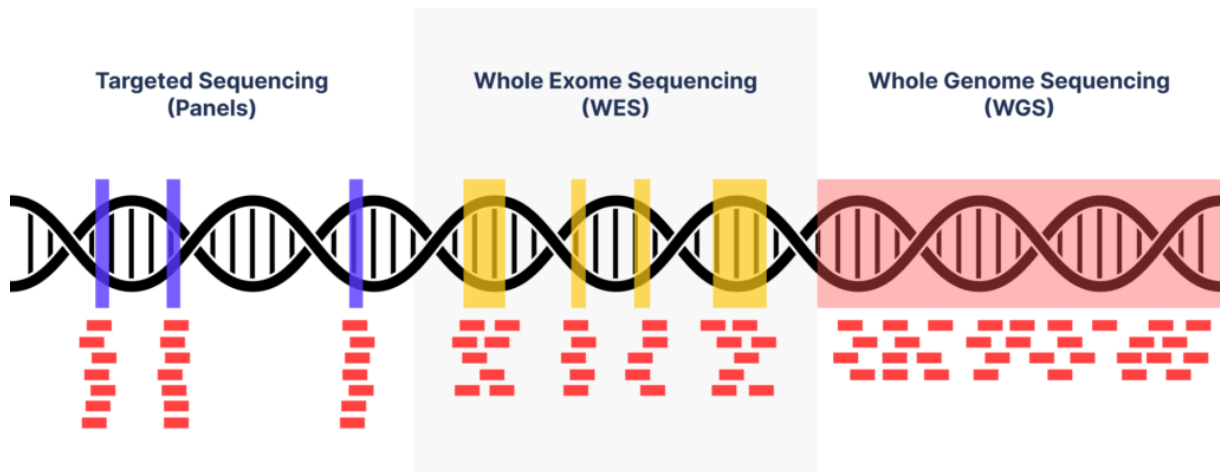 Targeted Sequencing
(Panels)
Whole Exome Sequencing
(WES)
Whole Genome Sequencing
(WGS)